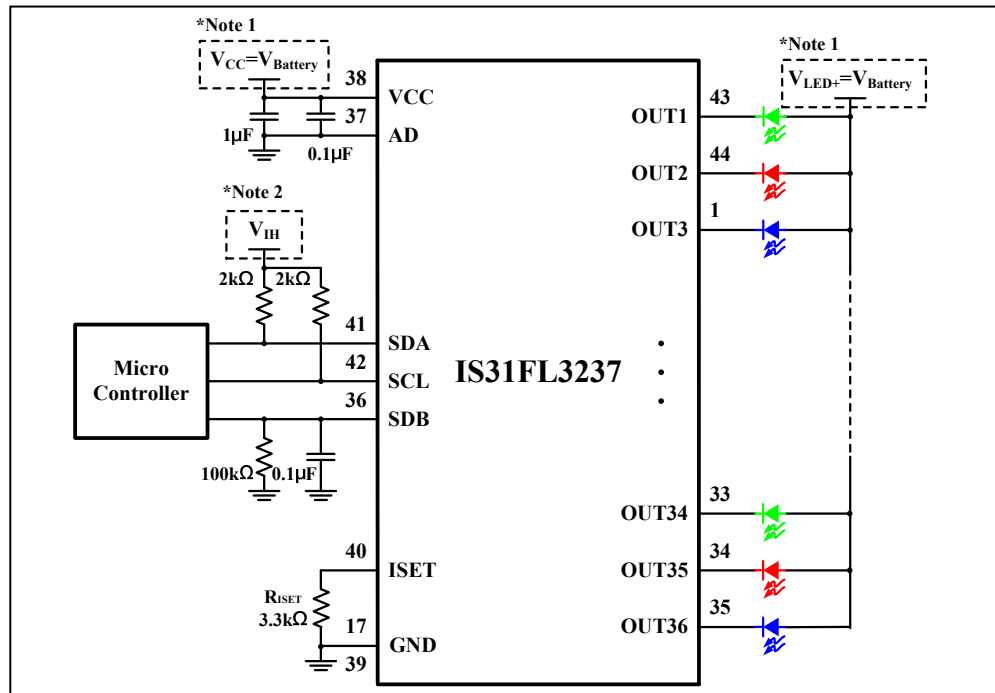 *Note 1
VCC=VBattery
38
VCC
37
AD
1µF
0.1µF
*Note 2
VIH
2kΩ 2kΩ
41
SDA
42
SCL
36
SDB
Micro
Controller
100kΩ 0.1µF
40
ISET
RISET
3.3kΩ
17
GND
39
IS31FL3237
*Note 1
VLED+=VBattery
43
OUT1
44
OUT2
1
OUT3
33
OUT34
34
OUT35
35
OUT36